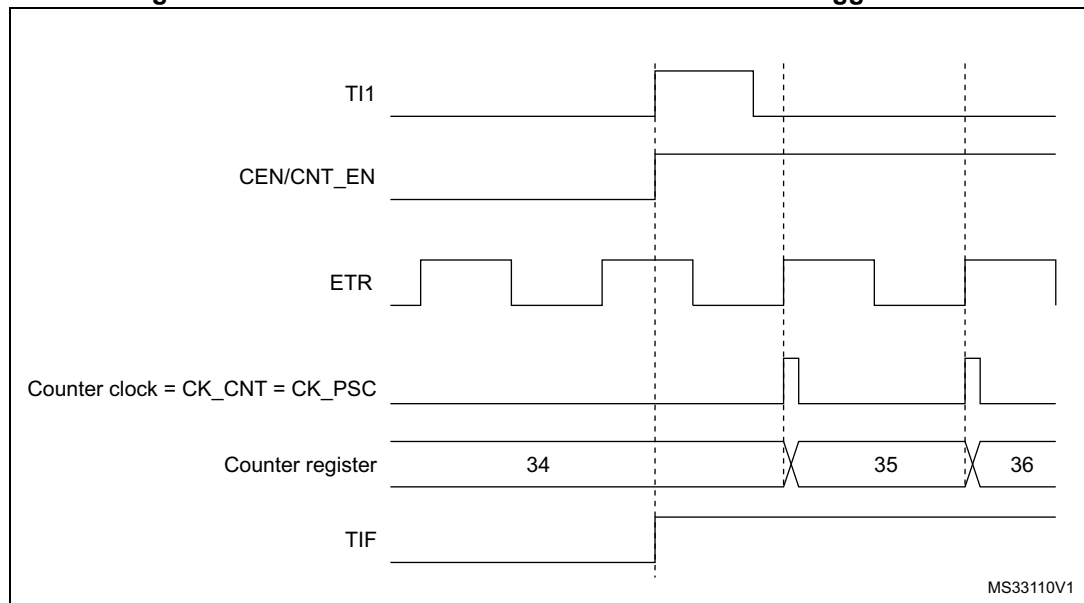 TI1
CEN/CNT_EN
ETR
Counter clock = CK_CNT = CK_PSC
Counter register 34 35 36
TIF
MS33110V1